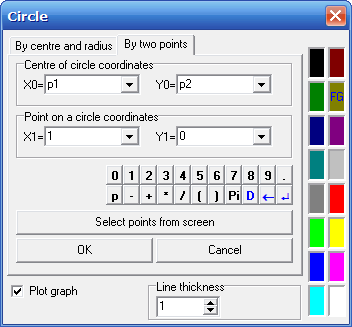 Circle
By centre and radius By two points
Centre of circle coordinates
X0= p1 Y0= p2
Point on a circle coordinates
X1= 1 Y1= 0
0 1 2 3 4 5 6 7 8 9 .
p - + * / ( ) Pi D ← ↵
FG
Select points from screen
OK Cancel
Plot graph
Line thickness
1